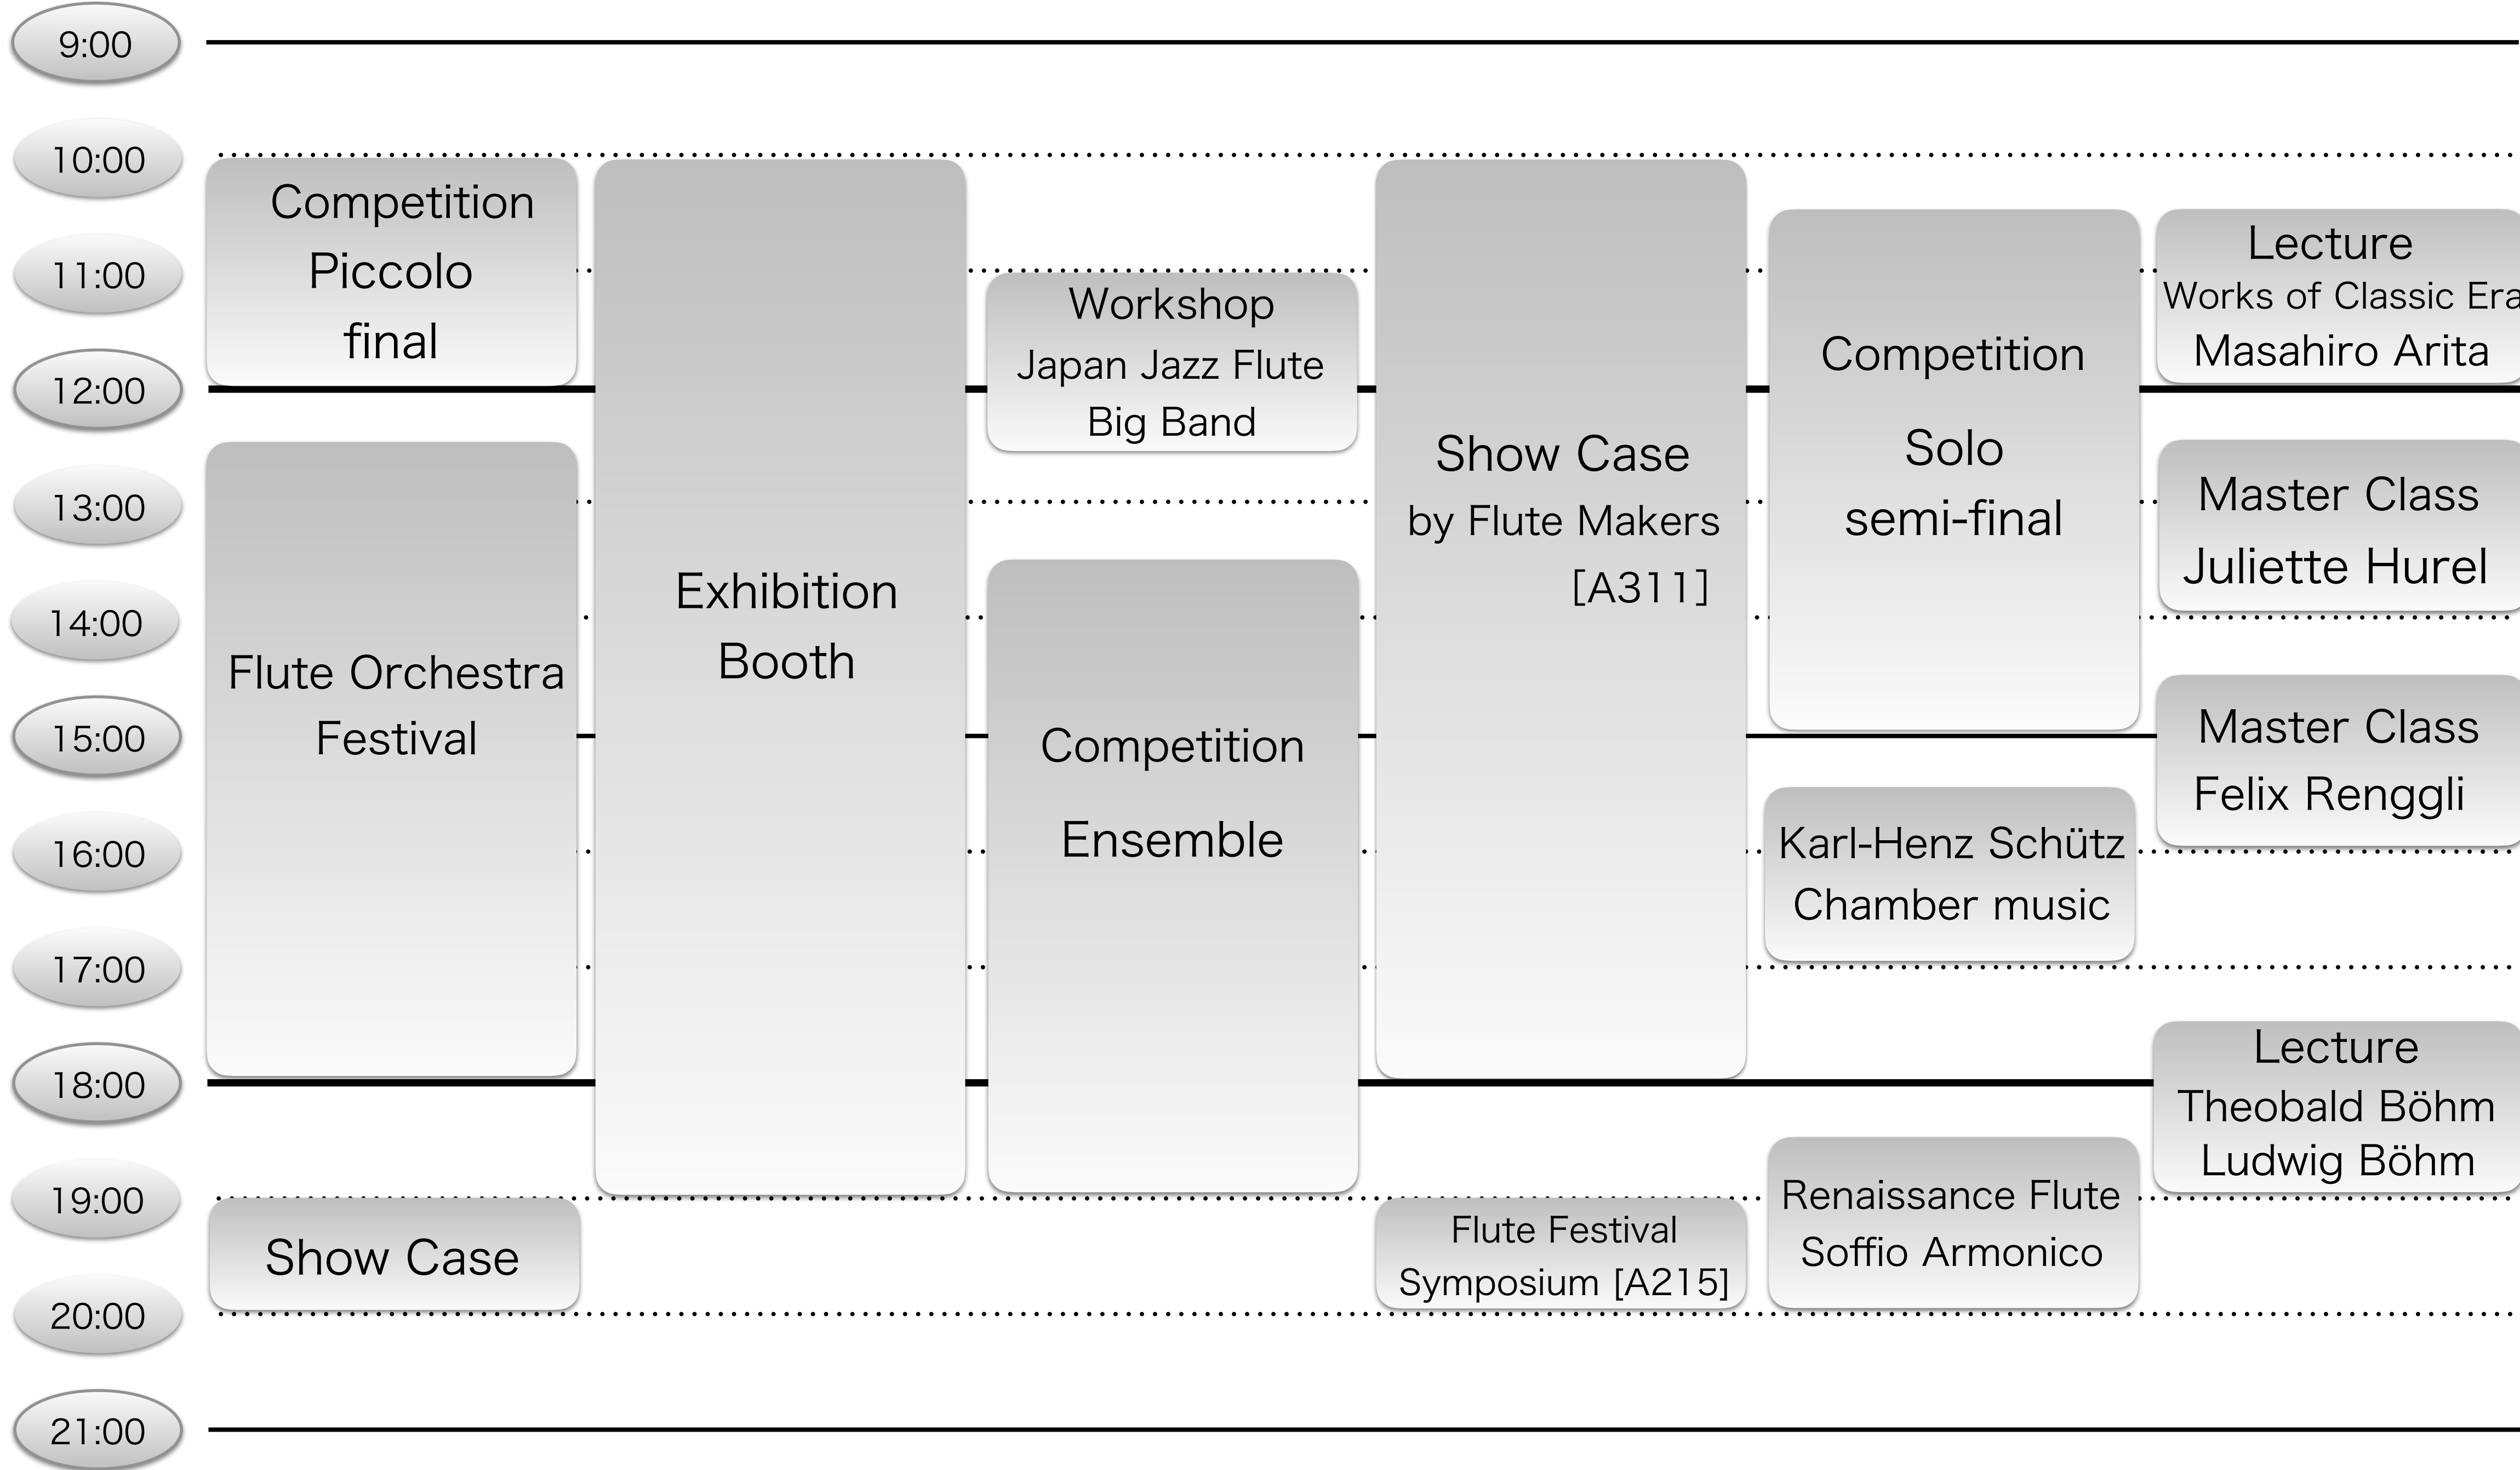 9:00
10:00
11:00
12:00
13:00
14:00
15:00
16:00
17:00
18:00
19:00
20:00
21:00
Competition
Piccolo
final
Flute Orchestra
Festival
Show Case
Exhibition
Booth
Workshop
Japan Jazz Flute
Big Band
Competition
Ensemble
Show Case
by Flute Makers
[A311]
Flute Festival
Symposium [A215]
Competition
Solo
semi-final
Karl-Henz Schütz
Chamber music
Renaissance Flute
Soffio Armonico
Lecture
Works of Classic Era
Masahiro Arita
Master Class
Juliette Hurel
Master Class
Felix Renggli
Lecture
Theobald Böhm
Ludwig Böhm